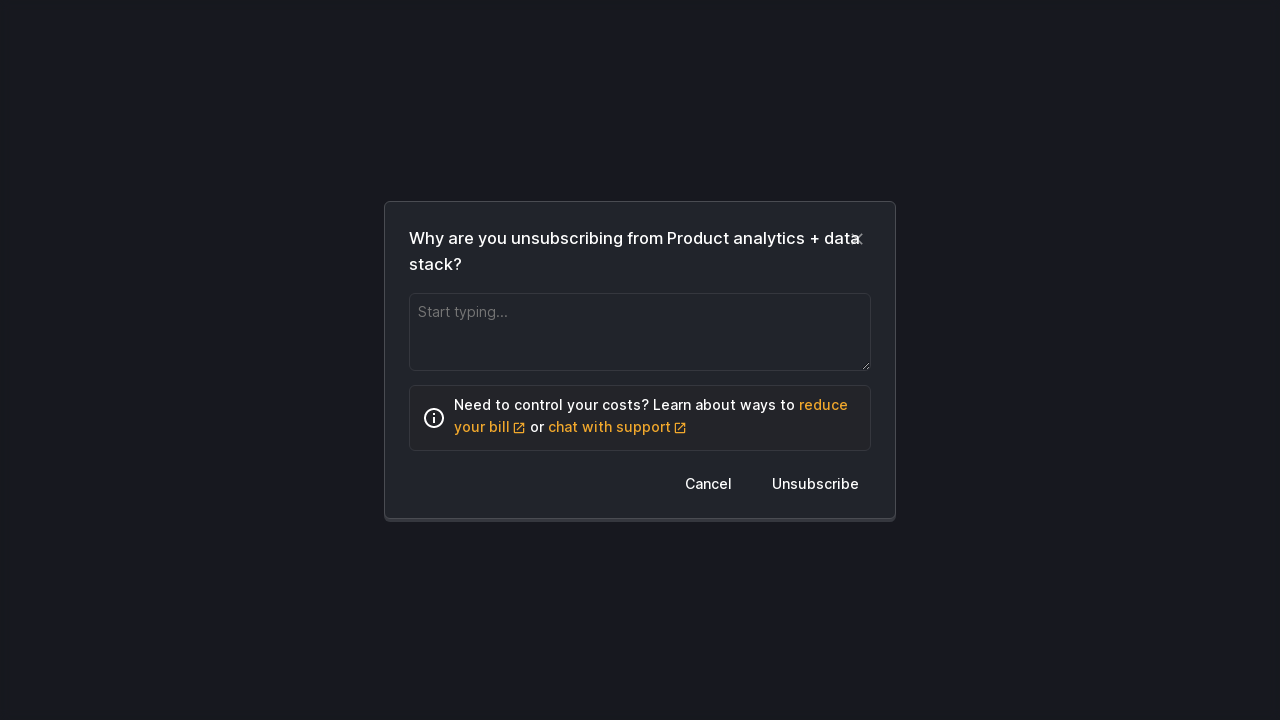 Why are you unsubscribing from Product analytics + data
stack?
Start typing...
Need to control your costs? Learn about ways to reduce
your bill or chat with support
Cancel Unsubscribe